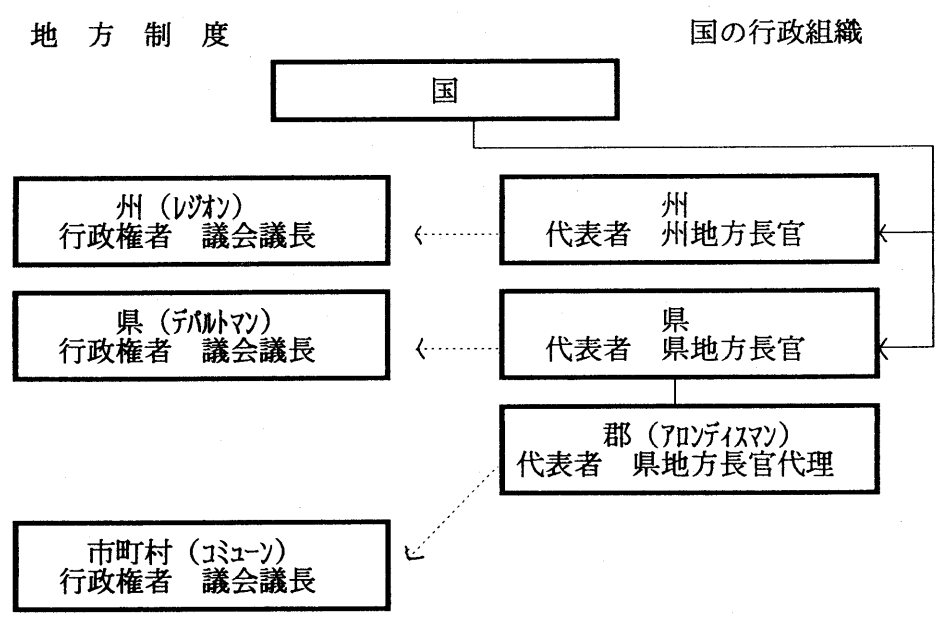 地　方　制　度
国の行政組織
国
州（ﾚｼﾞｵﾝ）
行政権者　議会議長
州
代表者　州地方長官
県（ﾃﾞﾊﾟﾙﾄﾏﾝ）
行政権者　議会議長
県
代表者　県地方長官
郡（ｱﾛﾝﾃﾞｨｽﾏﾝ）
代表者　県地方長官代理
市町村（ｺﾐｭｰﾝ）
行政権者　議会議長